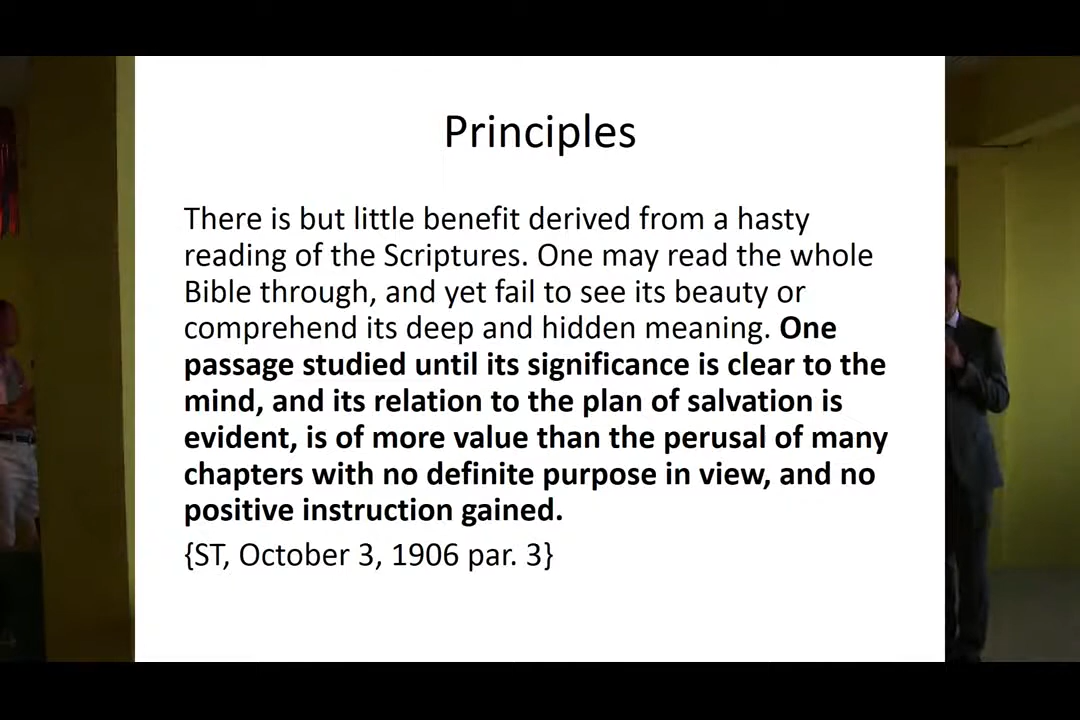 Principles
There is but little benefit derived from a hasty
reading of the Scriptures. One may read the whole
Bible through, and yet fail to see its beauty or
comprehend its deep and hidden meaning. One
passage studied until its significance is clear to the
mind, and its relation to the plan of salvation is
evident, is of more value than the perusal of many
chapters with no definite purpose in view, and no
positive instruction gained.
{ST, October 3, 1906 par. 3}